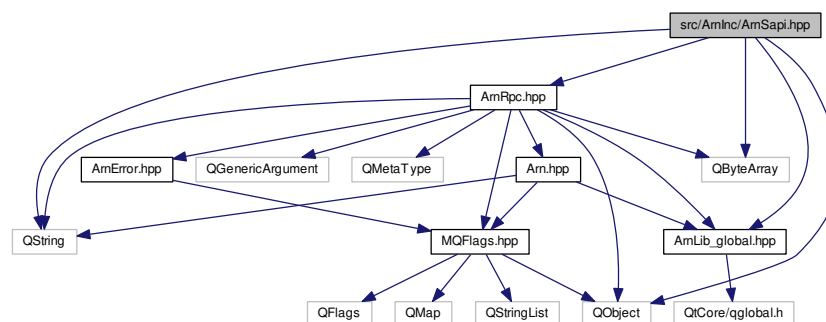 src/ArnInc/ArnSapi.hpp
ArnRpc.hpp
ArnError.hpp
QGenericArgument
QMetaType
Arn.hpp
QByteArray
QString
MQFlags.hpp
ArnLib_global.hpp
QFlags
QMap
QStringList
QObject
QtCore/qglobal.h